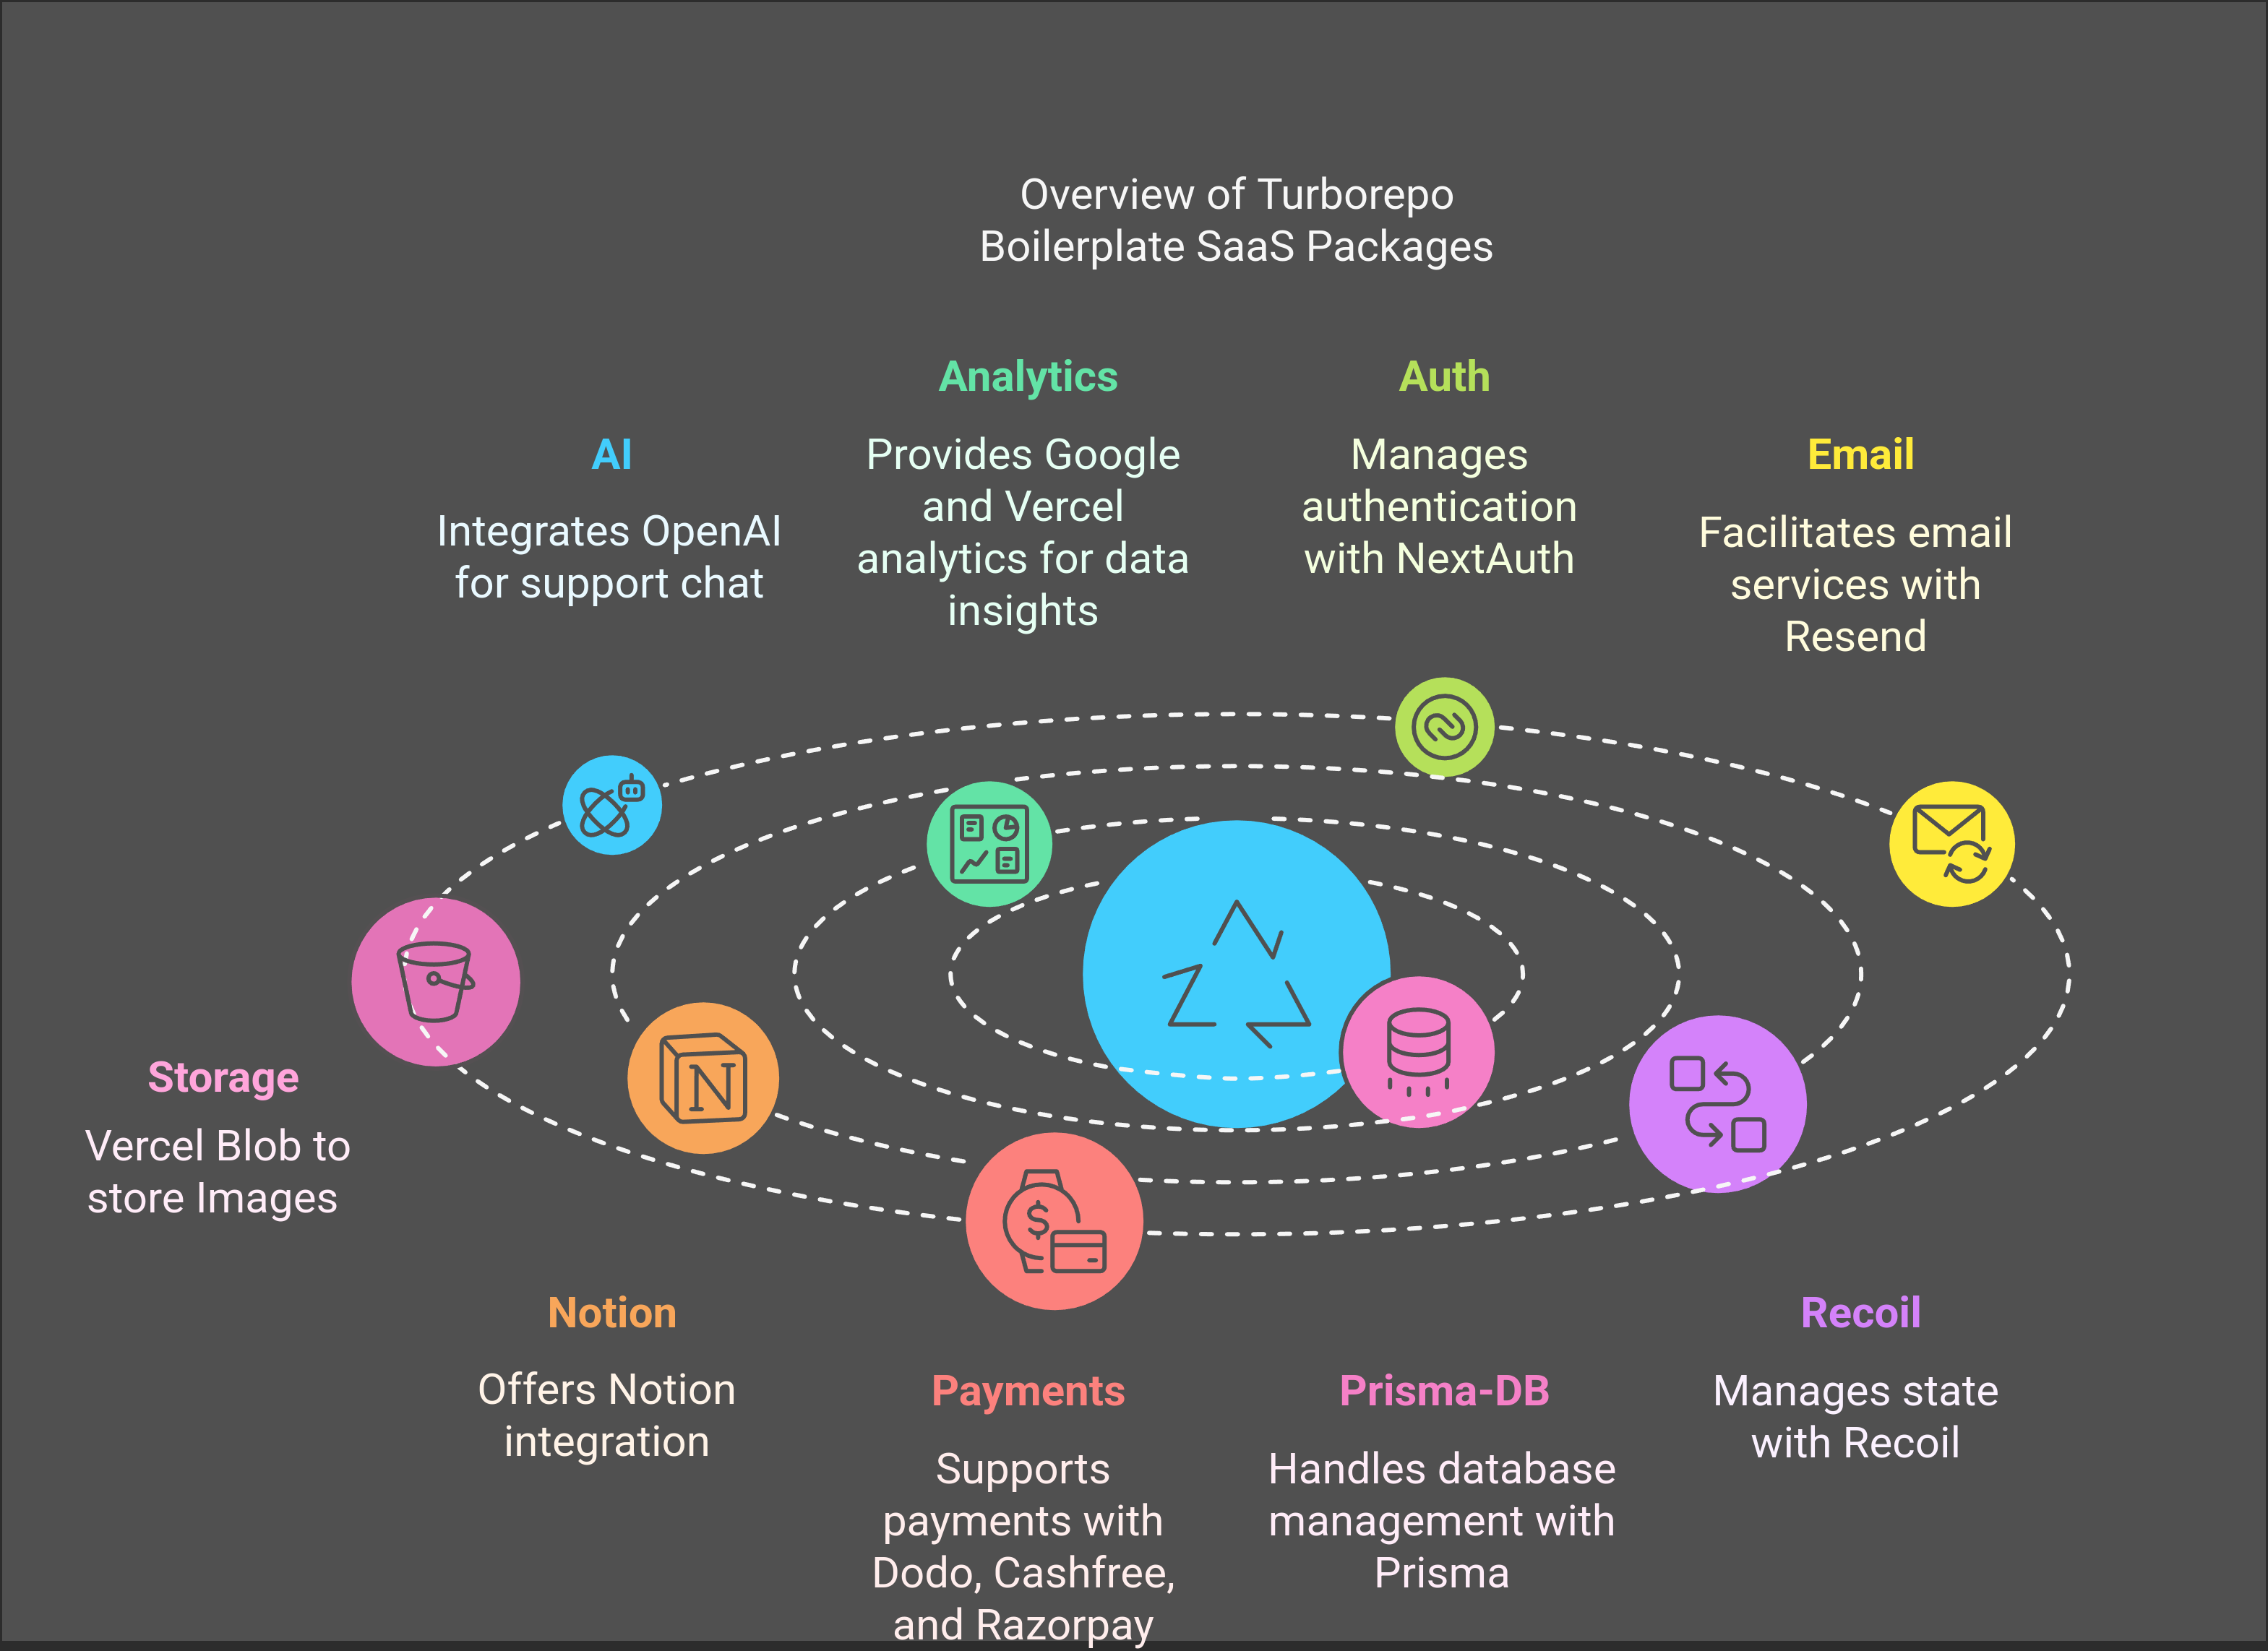 Overview of Turborepo
Boilerplate SaaS Packages
AI
Integrates OpenAI
for support chat
Analytics
Provides Google
and Vercel
analytics for data
insights
Auth
Manages
authentication
with NextAuth
Email
Facilitates email
services with
Resend
$
N
Storage
Vercel Blob to
store Images
Notion
Offers Notion
integration
Payments
Supports
payments with
Dodo, Cashfree,
and Razorpay
Prisma-DB
Handles database
management with
Prisma
Recoil
Manages state
with Recoil